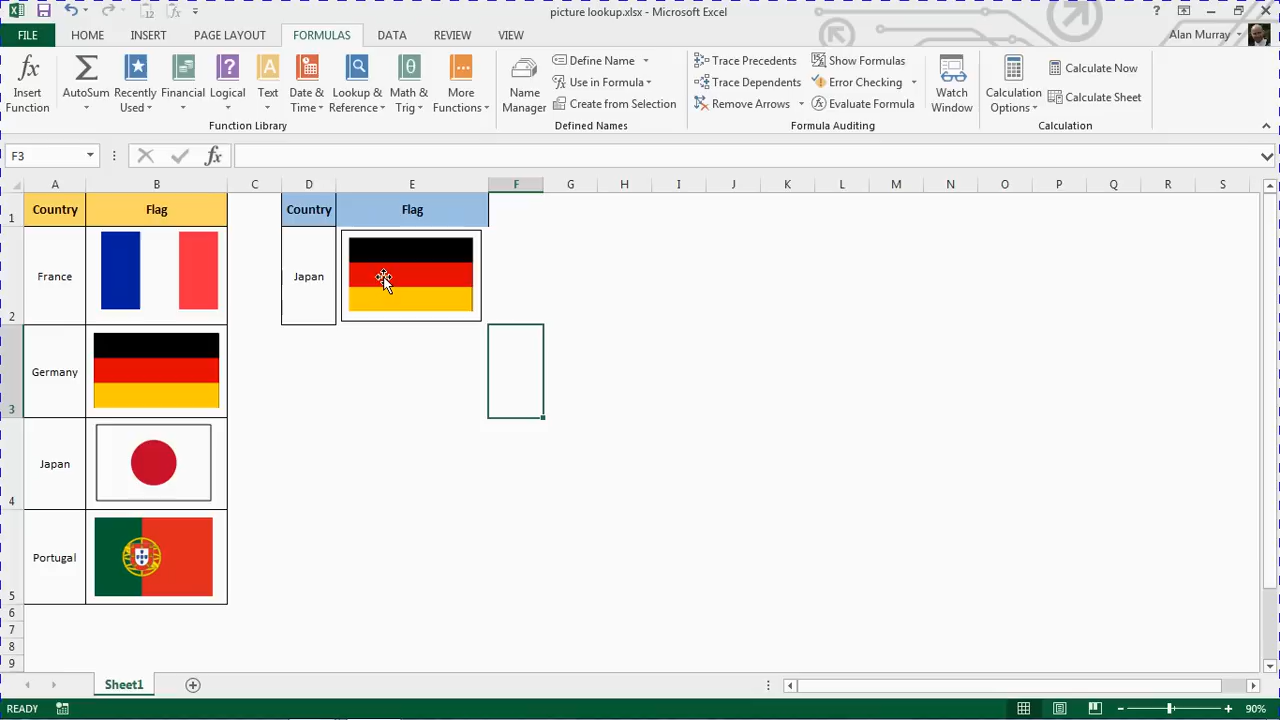 picture lookup.xlsx - Microsoft Excel
FILE HOME INSERT PAGE LAYOUT FORMULAS DATA REVIEW VIEW Alan Murray
Insert Function
AutoSum
Recently Used
Financial
Logical
Text
Date & Time
Lookup & Reference
Math & Trig
More Functions
Function Library
Name Manager
Define Name
Use in Formula
Create from Selection
Defined Names
Trace Precedents
Trace Dependents
Remove Arrows
Show Formulas
Error Checking
Evaluate Formula
Formula Auditing
Watch Window
Calculation Options
Calculate Now
Calculate Sheet
Calculation
F3 fx
A B C D E F G H I J K L M N O P Q R S
1 Country Flag Country Flag
2 France Japan
3 Germany
4 Japan
5 Portugal
6
7
8
9
Sheet1
READY 90%